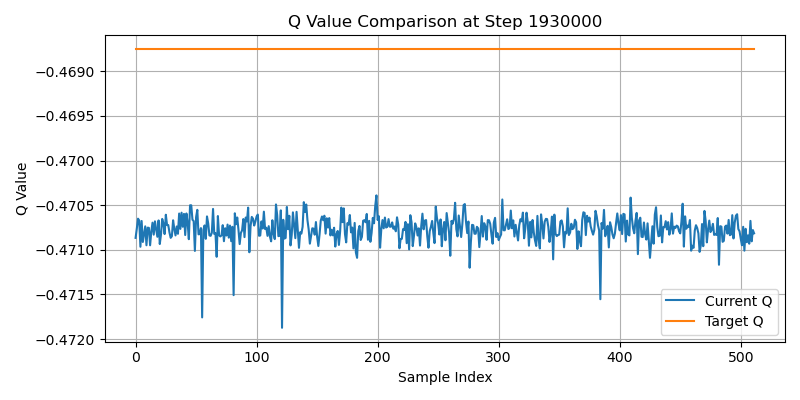 Q Value Comparison at Step 1930000
Q Value
−0.4690
−0.4695
−0.4700
−0.4705
−0.4710
−0.4715
−0.4720
0
100
200
300
400
500
Sample Index
Current Q
Target Q